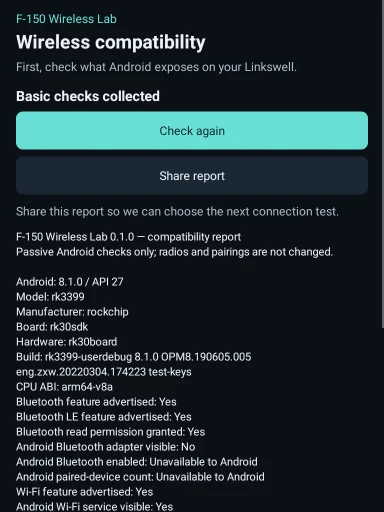 F-150 Wireless Lab
Wireless compatibility
First, check what Android exposes on your Linkswell.
Basic checks collected
Check again
Share report
Share this report so we can choose the next connection test.
F-150 Wireless Lab 0.1.0 — compatibility report
Passive Android checks only; radios and pairings are not changed.
Android: 8.1.0 / API 27
Model: rk3399
Manufacturer: rockchip
Board: rk30sdk
Hardware: rk30board
Build: rk3399-userdebug 8.1.0 OPM8.190605.005
eng.zxw.20220304.174223 test-keys
CPU ABI: arm64-v8a
Bluetooth feature advertised: Yes
Bluetooth LE feature advertised: Yes
Bluetooth read permission granted: Yes
Android Bluetooth adapter visible: No
Android Bluetooth enabled: Unavailable to Android
Android paired-device count: Unavailable to Android
Wi-Fi feature advertised: Yes
Android Wi-Fi service visible: Yes